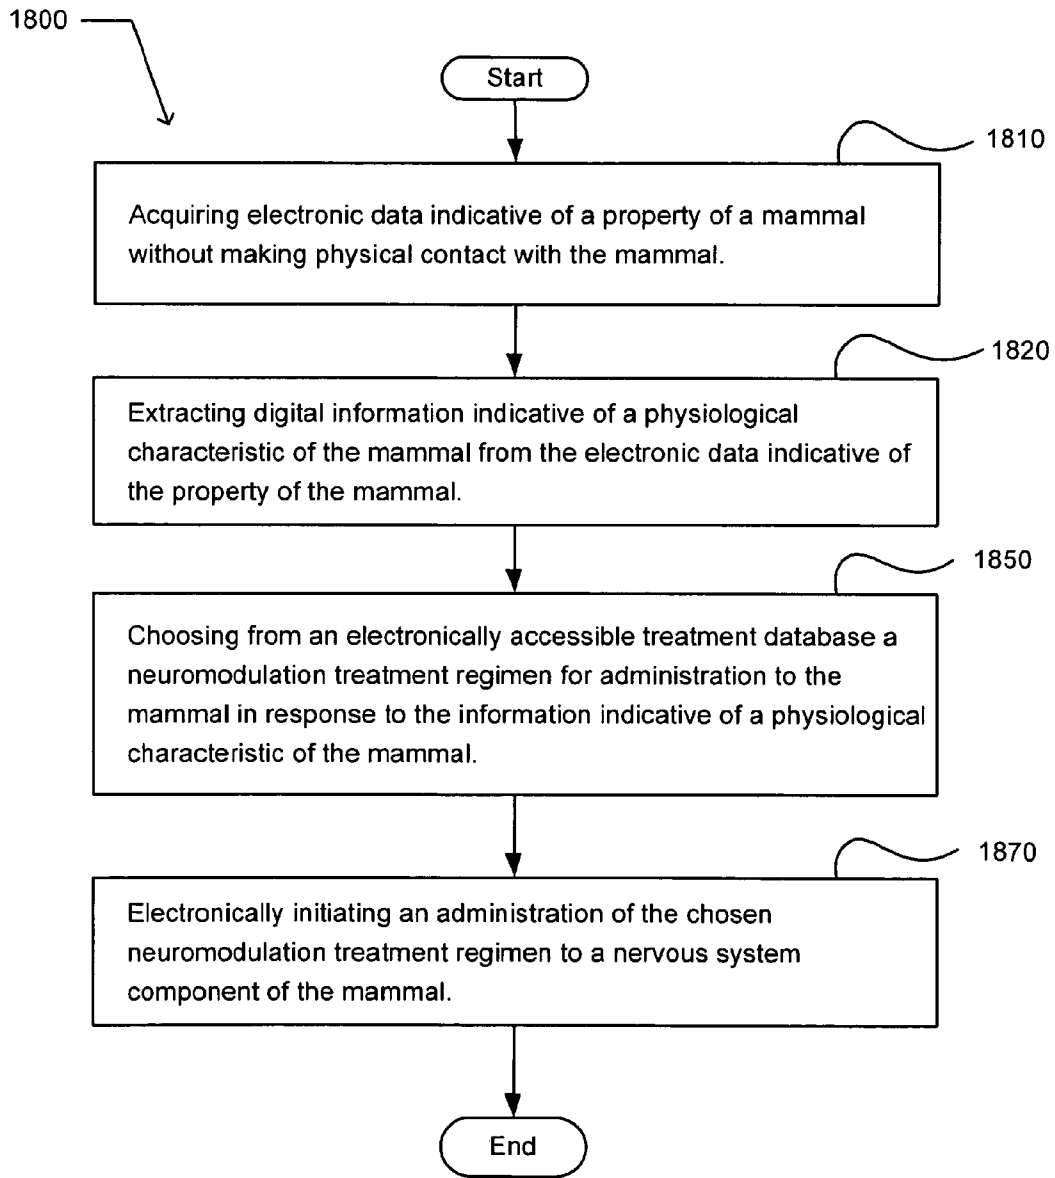 1800
Start
1810
Acquiring electronic data indicative of a property of a mammal
without making physical contact with the mammal.
1820
Extracting digital information indicative of a physiological
characteristic of the mammal from the electronic data indicative of
the property of the mammal.
1850
Choosing from an electronically accessible treatment database a
neuromodulation treatment regimen for administration to the
mammal in response to the information indicative of a physiological
characteristic of the mammal.
1870
Electronically initiating an administration of the chosen
neuromodulation treatment regimen to a nervous system
component of the mammal.
End